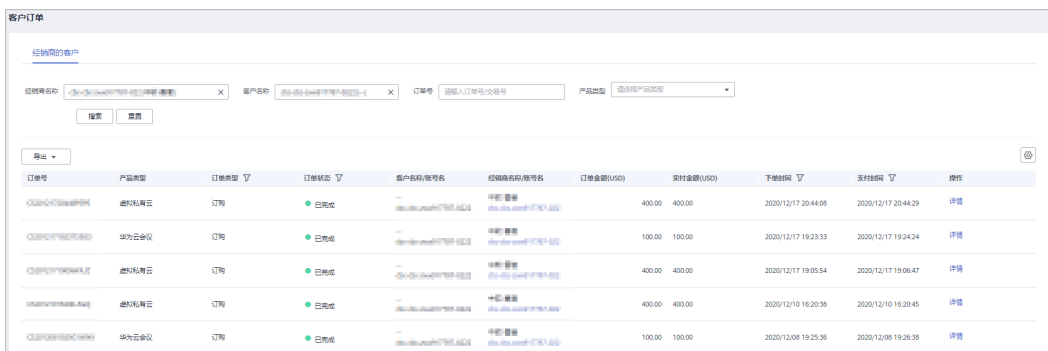 客户订单
经销商的客户
经销商名称 × 客户名称 × 订单号 请输入订单号/交易号 产品类型 请选择产品类型
搜索 重置
导出
订单号 产品类型 订单类型 订单状态 客户名称/账号名 经销商名称/账号名 订单金额(USD) 实付金额(USD) 下单时间 支付时间 操作
虚拟私有云 订购 已完成 -- 400.00 400.00 2020/12/17 20:44:08 2020/12/17 20:44:29 详情
华为云会议 订购 已完成 -- 100.00 100.00 2020/12/17 19:23:33 2020/12/17 19:24:24 详情
虚拟私有云 订购 已完成 -- 400.00 400.00 2020/12/17 19:05:54 2020/12/17 19:06:47 详情
虚拟私有云 订购 已完成 -- 400.00 400.00 2020/12/10 16:20:38 2020/12/10 16:20:45 详情
华为云会议 订购 已完成 -- 100.00 100.00 2020/12/08 19:25:36 2020/12/08 19:26:38 详情